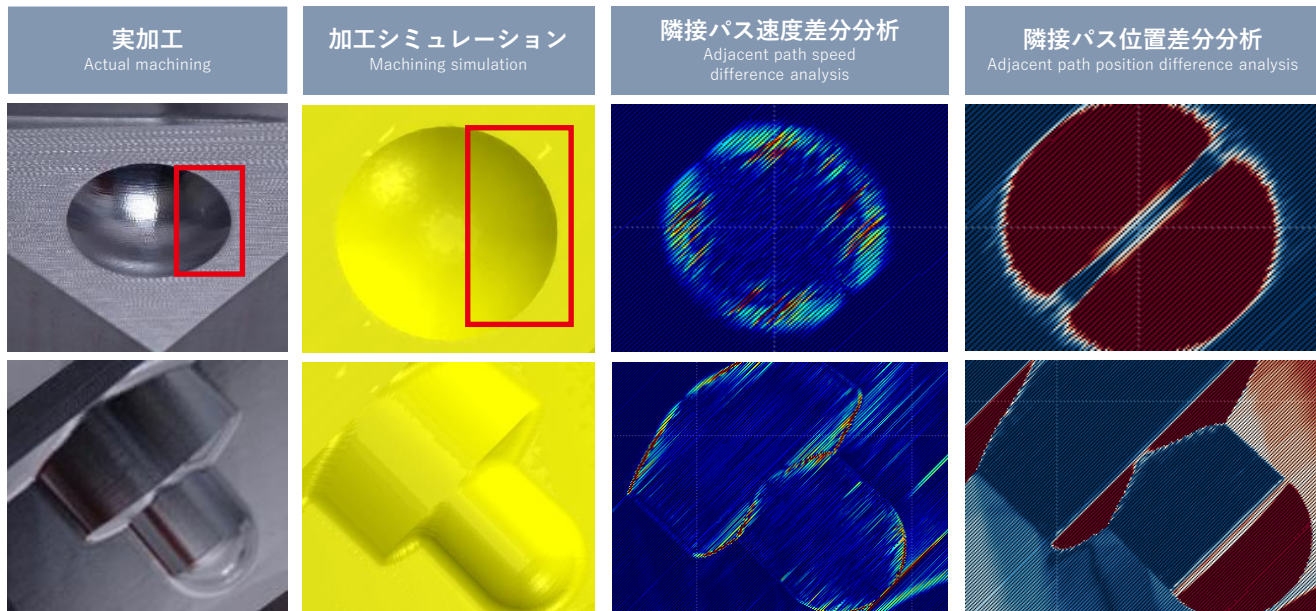 実加工
Actual machining
加工シミュレーション
Machining simulation
隣接パス速度差分分析
Adjacent path speed
difference analysis
隣接パス位置差分分析
Adjacent path position difference analysis